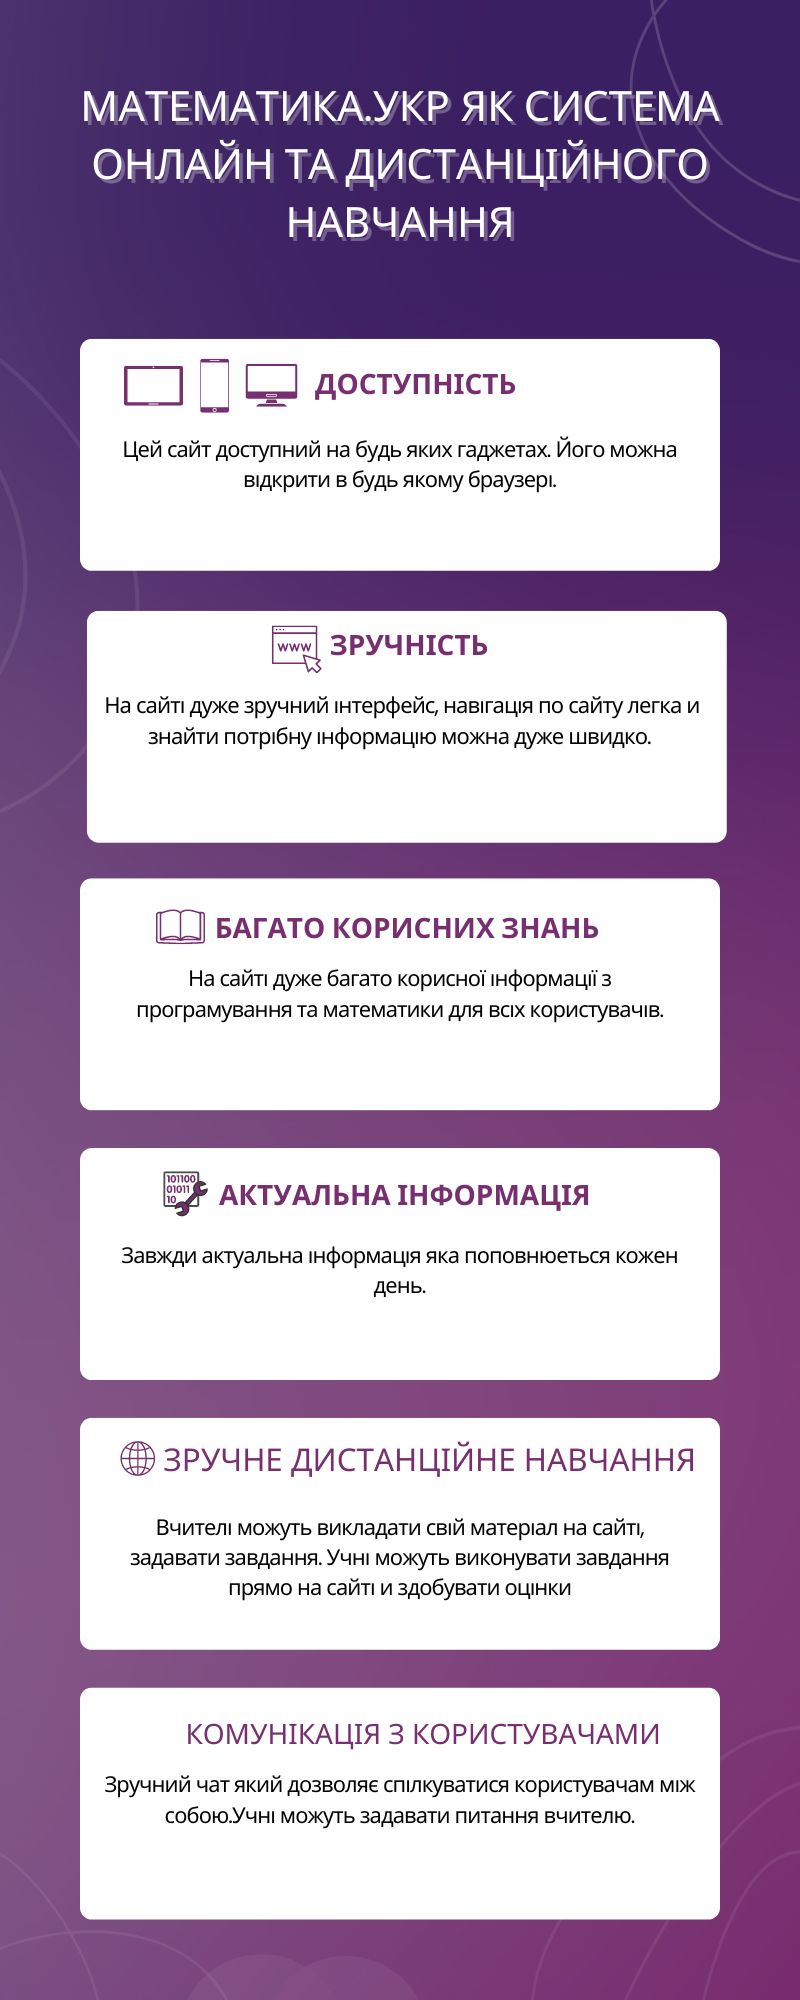 МАТЕМАТИКА.УКР ЯК СИСТЕМА
ОНЛАЙН ТА ДИСТАНЦІЙНОГО
НАВЧАННЯ
ДОСТУПНІСТЬ
Цей сайт доступний на будь яких гаджетах. Його можна
відкрити в будь якому браузері.
WWW
ЗРУЧНІСТЬ
На сайті дуже зручний інтерфейс, навігація по сайту легка и
знайти потрібну інформацію можна дуже швидко.
БАГАТО КОРИСНИХ ЗНАНЬ
На сайті дуже багато корисної інформації з
програмування та математики для всіх користувачів.
101100
01011
10
АКТУАЛЬНА ІНФОРМАЦІЯ
Завжди актуальна інформація яка поповнюеться кожен
день.
ЗРУЧНЕ ДИСТАНЦІЙНЕ НАВЧАННЯ
Вчителі можуть викладати свій матеріал на сайті,
задавати завдання. Учні можуть виконувати завдання
прямо на сайті и здобувати оцінки
КОМУНІКАЦІЯ З КОРИСТУВАЧАМИ
Зручний чат який дозволяє спілкуватися користувачам між
собою.Учні можуть задавати питання вчителю.